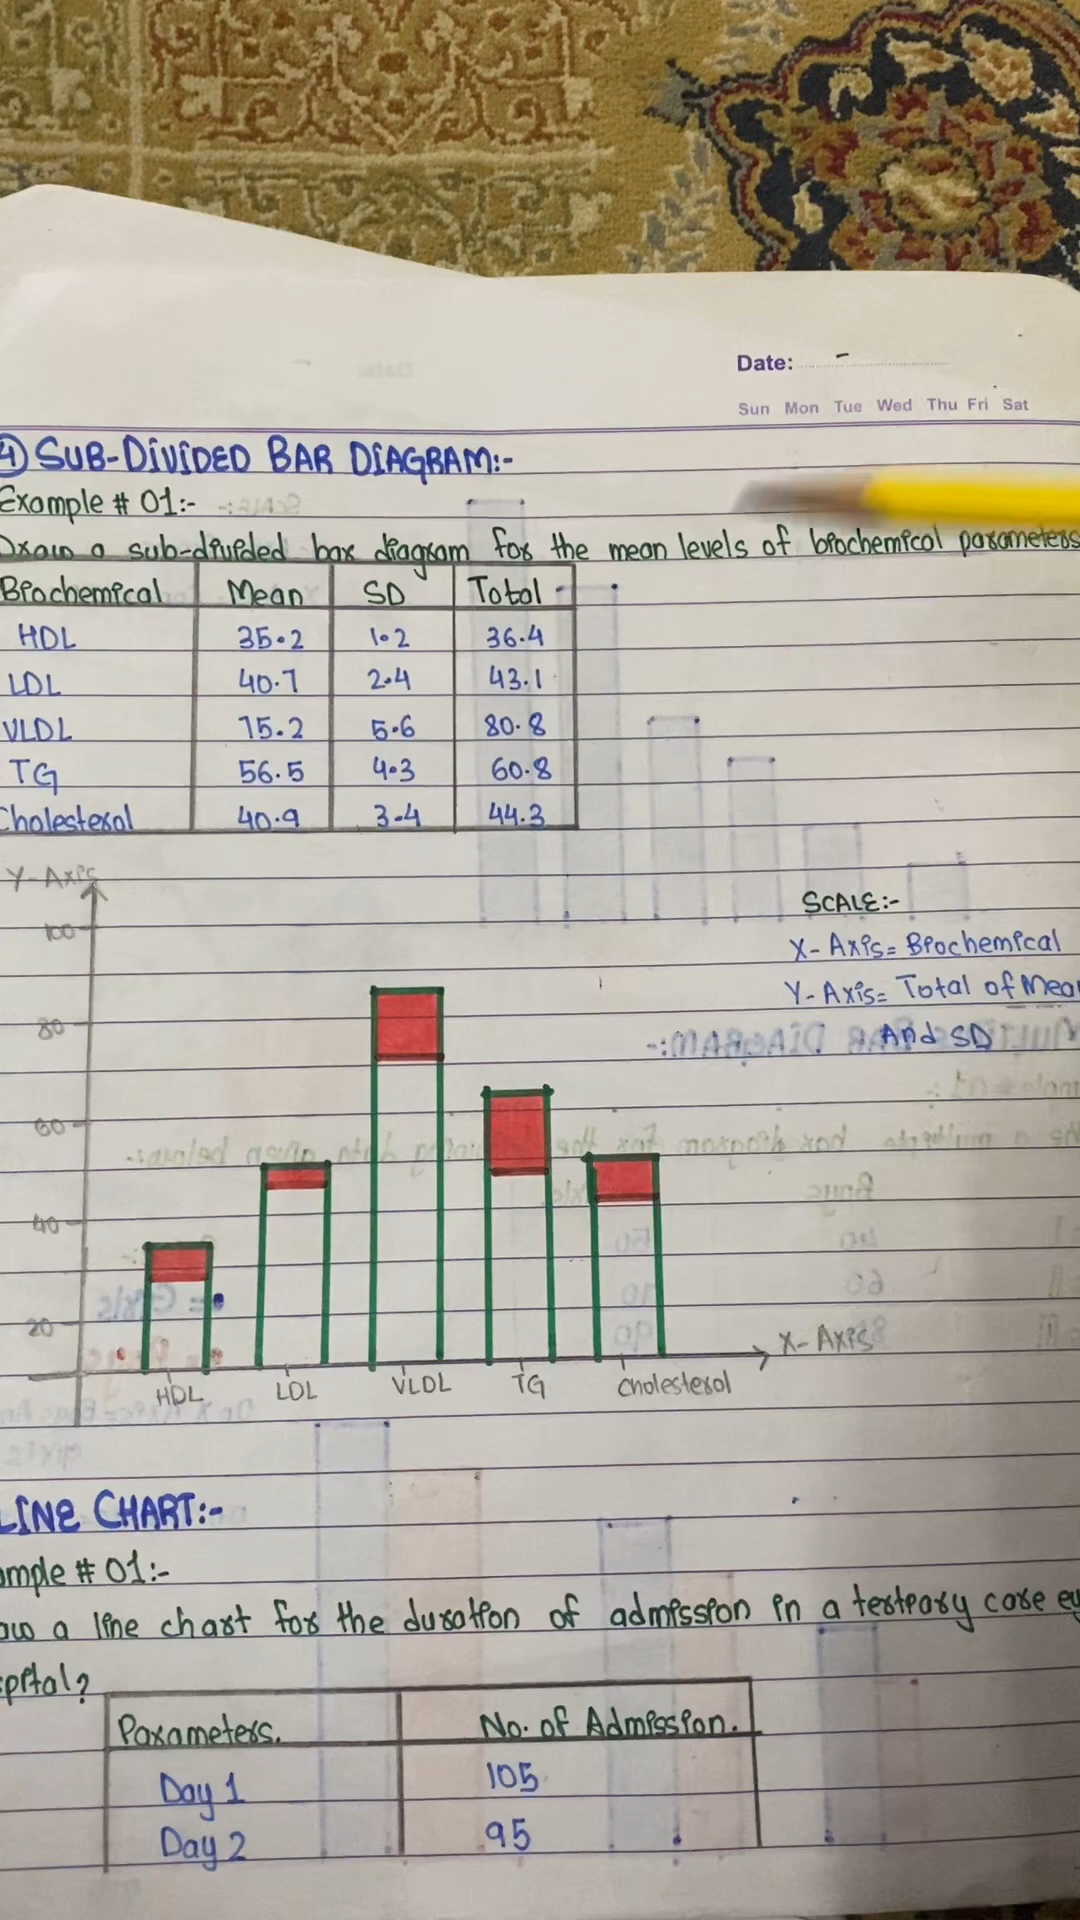 Date:
Sun Mon Tue Wed Thu Fri Sat
4) SUB-DIVIDED BAR DIAGRAM:-
Example # 01:-
Draw a sub-divided bar diagram for the mean levels of biochemical parameters
Biochemical Mean SD Total
HDL 35.2 1.2 36.4
LDL 40.7 2.4 43.1
VLDL 75.2 5.6 80.8
TG 56.5 4.3 60.8
Cholesterol 40.9 3.4 44.3
Y-Axis
100
80
60
40
20
SCALE:-
X-Axis= Biochemical
Y-Axis= Total of Mean
And SD
X-Axis
HDL LDL VLDL TG Cholesterol
LINE CHART:-
ample # 01:-
aw a line chart for the duration of admission in a
spital?
Parameters. No. of Admission.
Day 1 105
Day 2 95